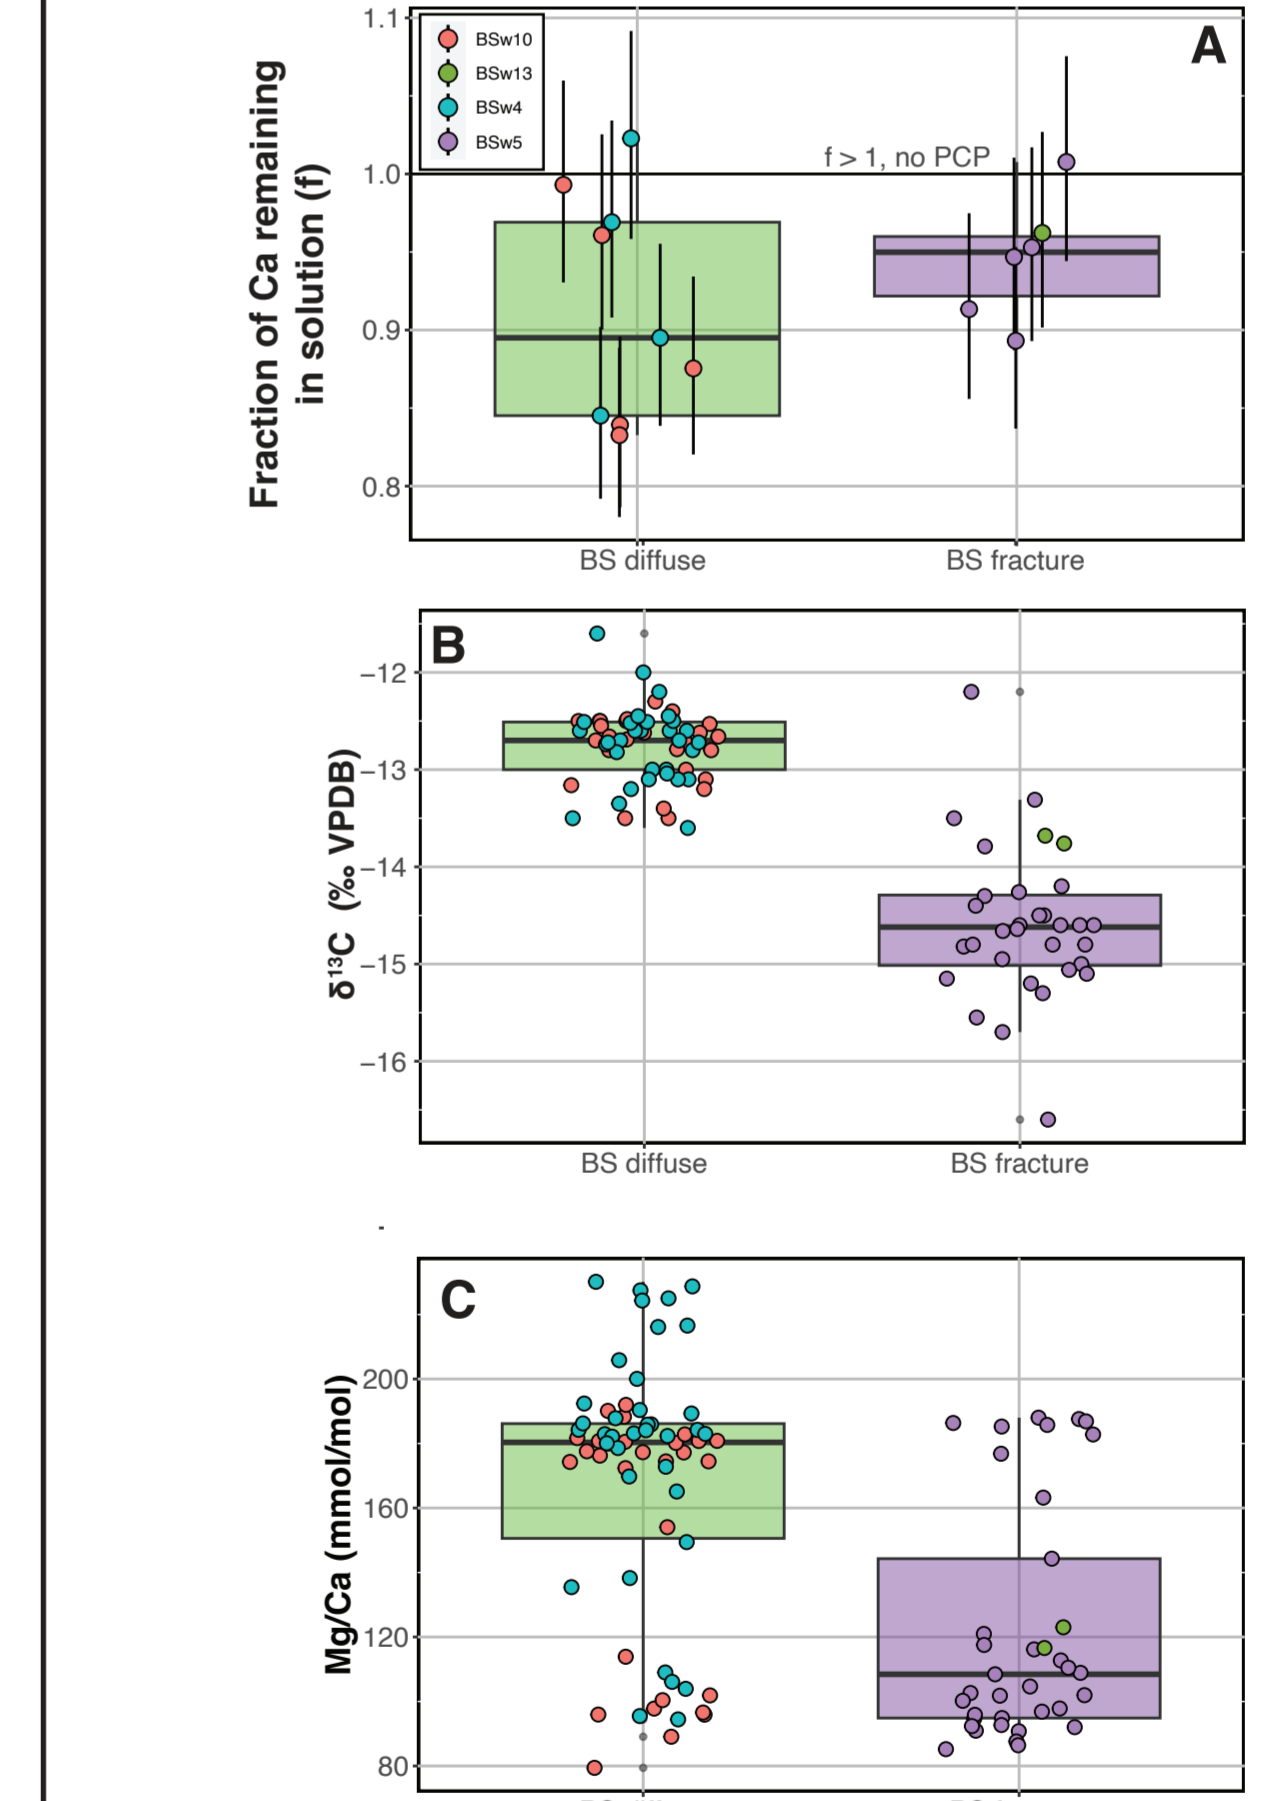 A
BSw10
BSw13
BSw4
BSw5
f > 1, no PCP
Fraction of Ca remaining
in solution (f)
1.1
1.0
0.9
0.8
BS diffuse BS fracture
B
δ¹³C (‰ VPDB)
−12
−13
−14
−15
−16
BS diffuse BS fracture
-
C
Mg/Ca (mmol/mol)
200
160
120
80